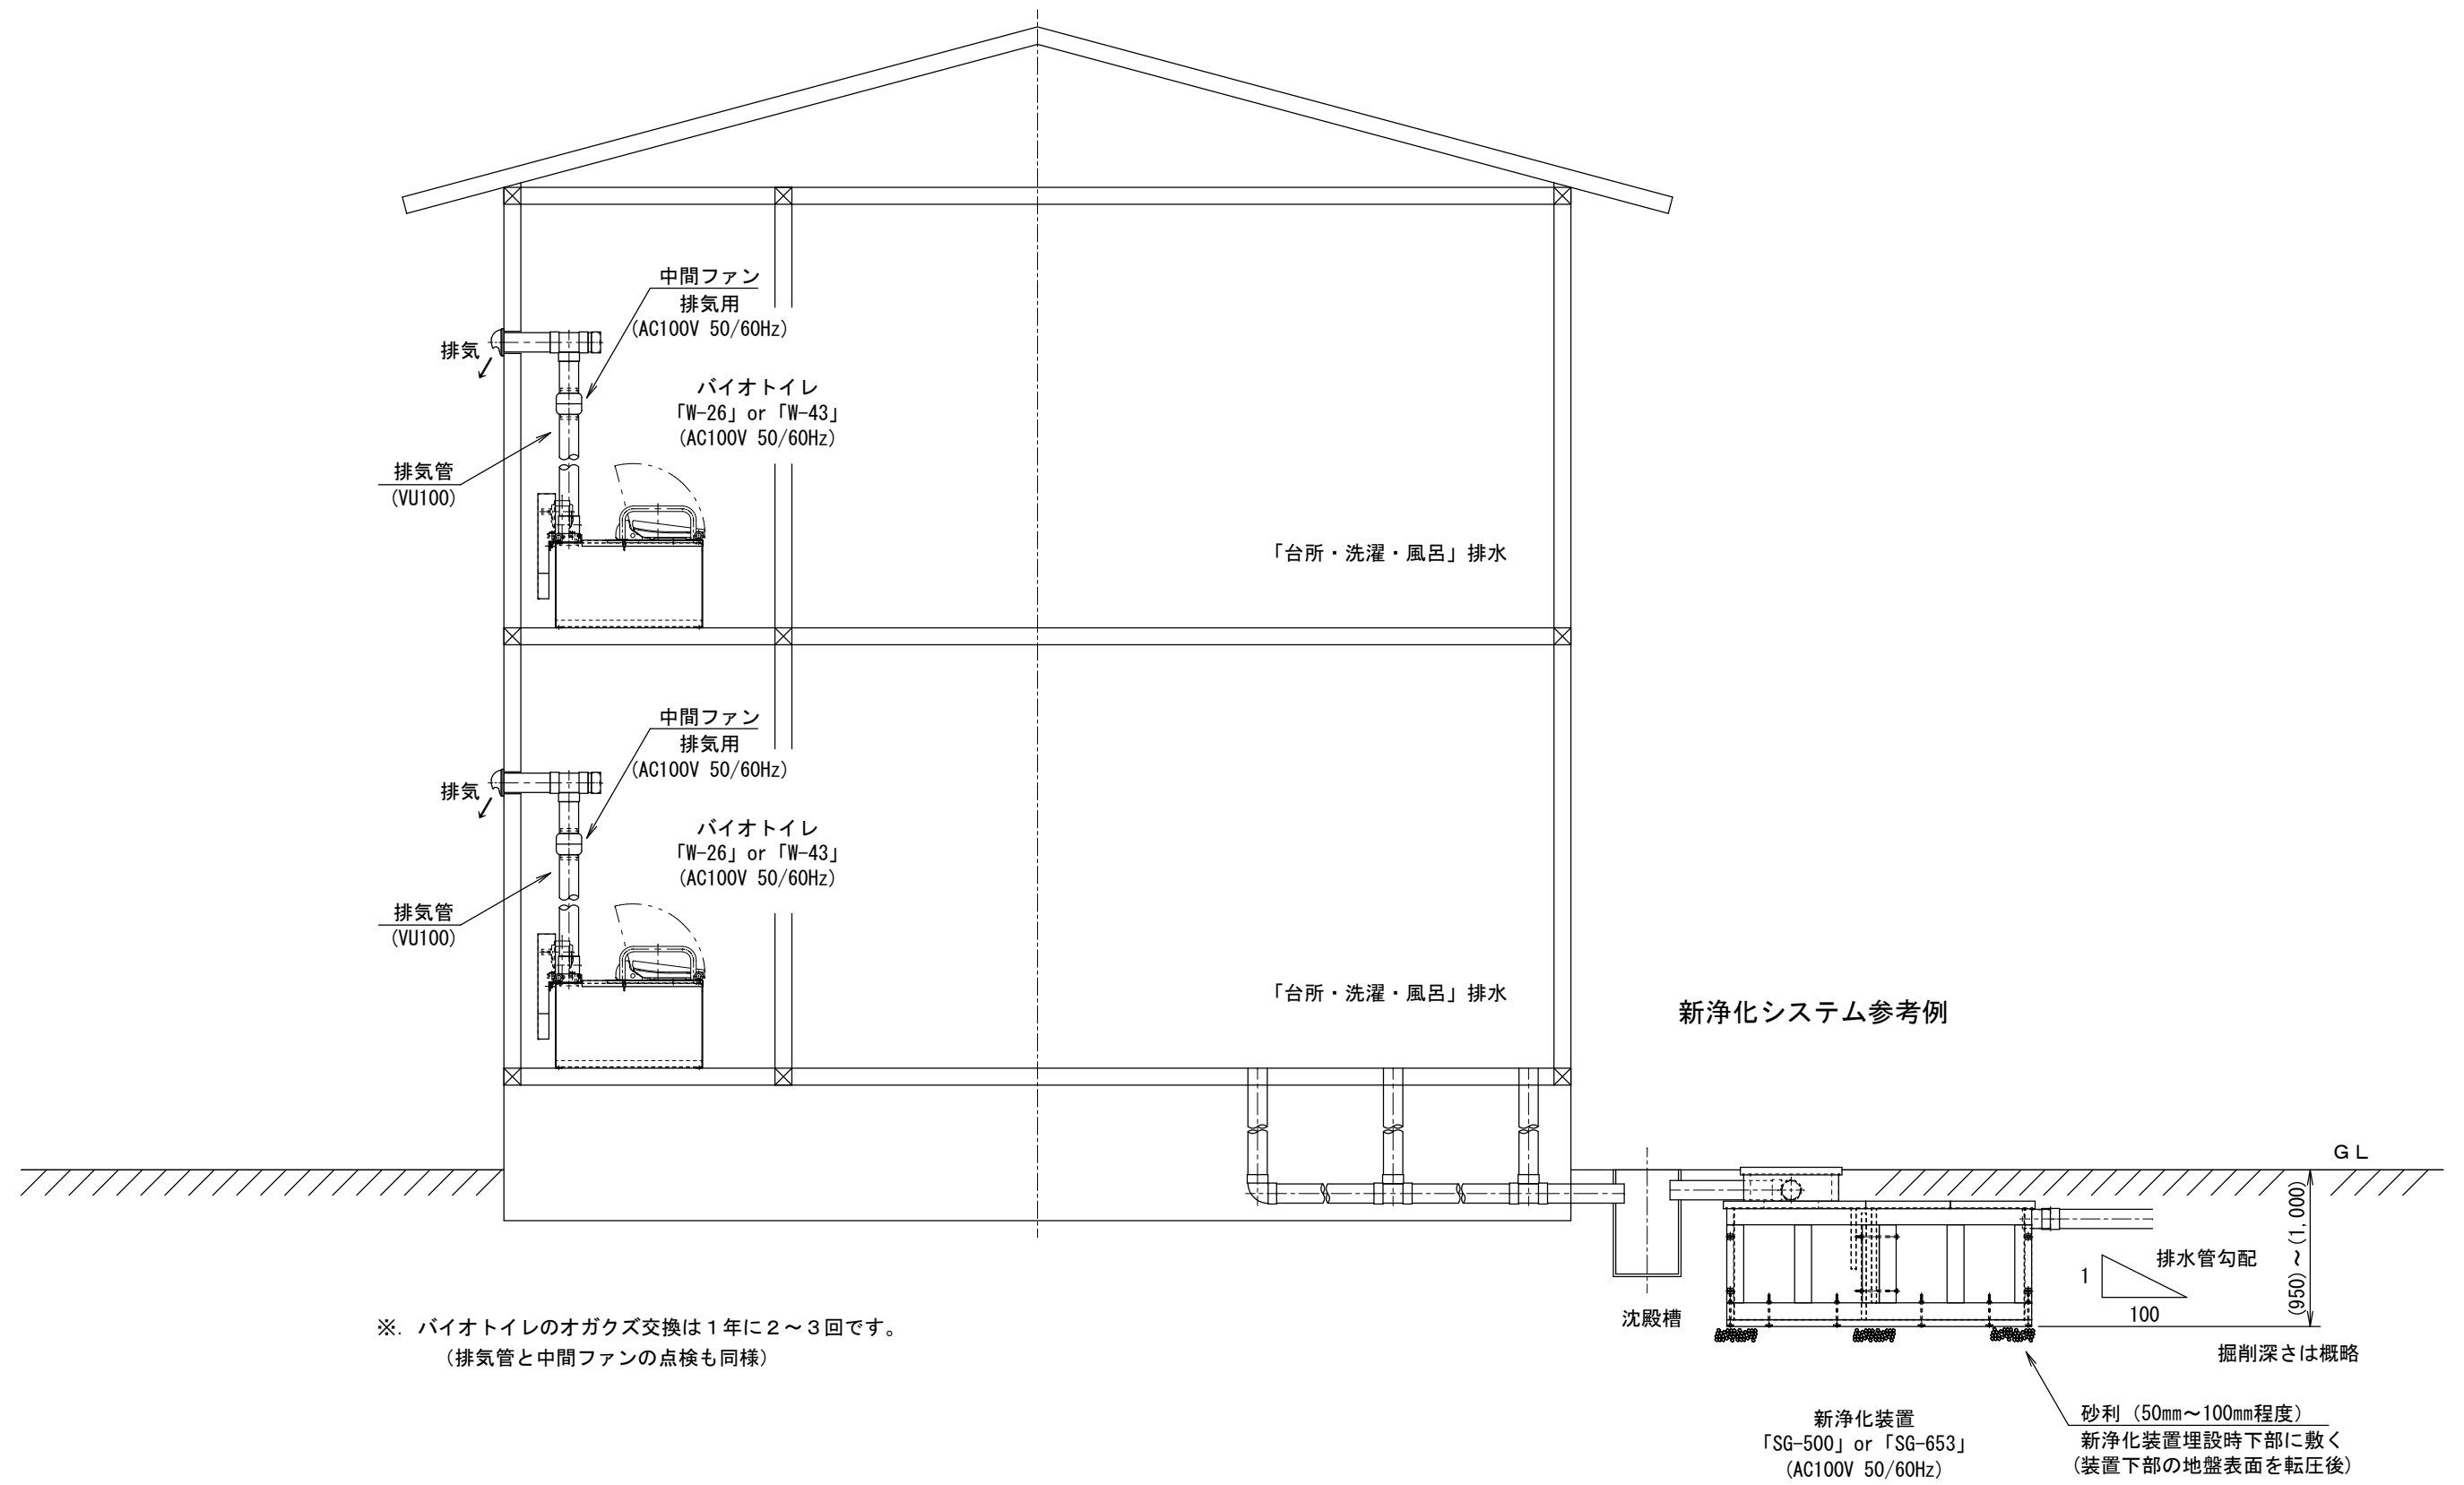 中間ファン
排気用
(AC100V 50/60Hz)
排気
バイオトイレ
「W-26」or「W-43」
(AC100V 50/60Hz)
排気管
(VU100)
「台所・洗濯・風呂」排水
中間ファン
排気用
(AC100V 50/60Hz)
排気
バイオトイレ
「W-26」or「W-43」
(AC100V 50/60Hz)
排気管
(VU100)
「台所・洗濯・風呂」排水
新浄化システム参考例
GL
(950)~(1,000)
排水管勾配
1
100
沈殿槽
掘削深さは概略
※. バイオトイレのオガクズ交換は1年に2~3回です。
(排気管と中間ファンの点検も同様)
新浄化装置
「SG-500」or「SG-653」
(AC100V 50/60Hz)
砂利 (50mm~100mm程度)
新浄化装置埋設時下部に敷く
(装置下部の地盤表面を転圧後)